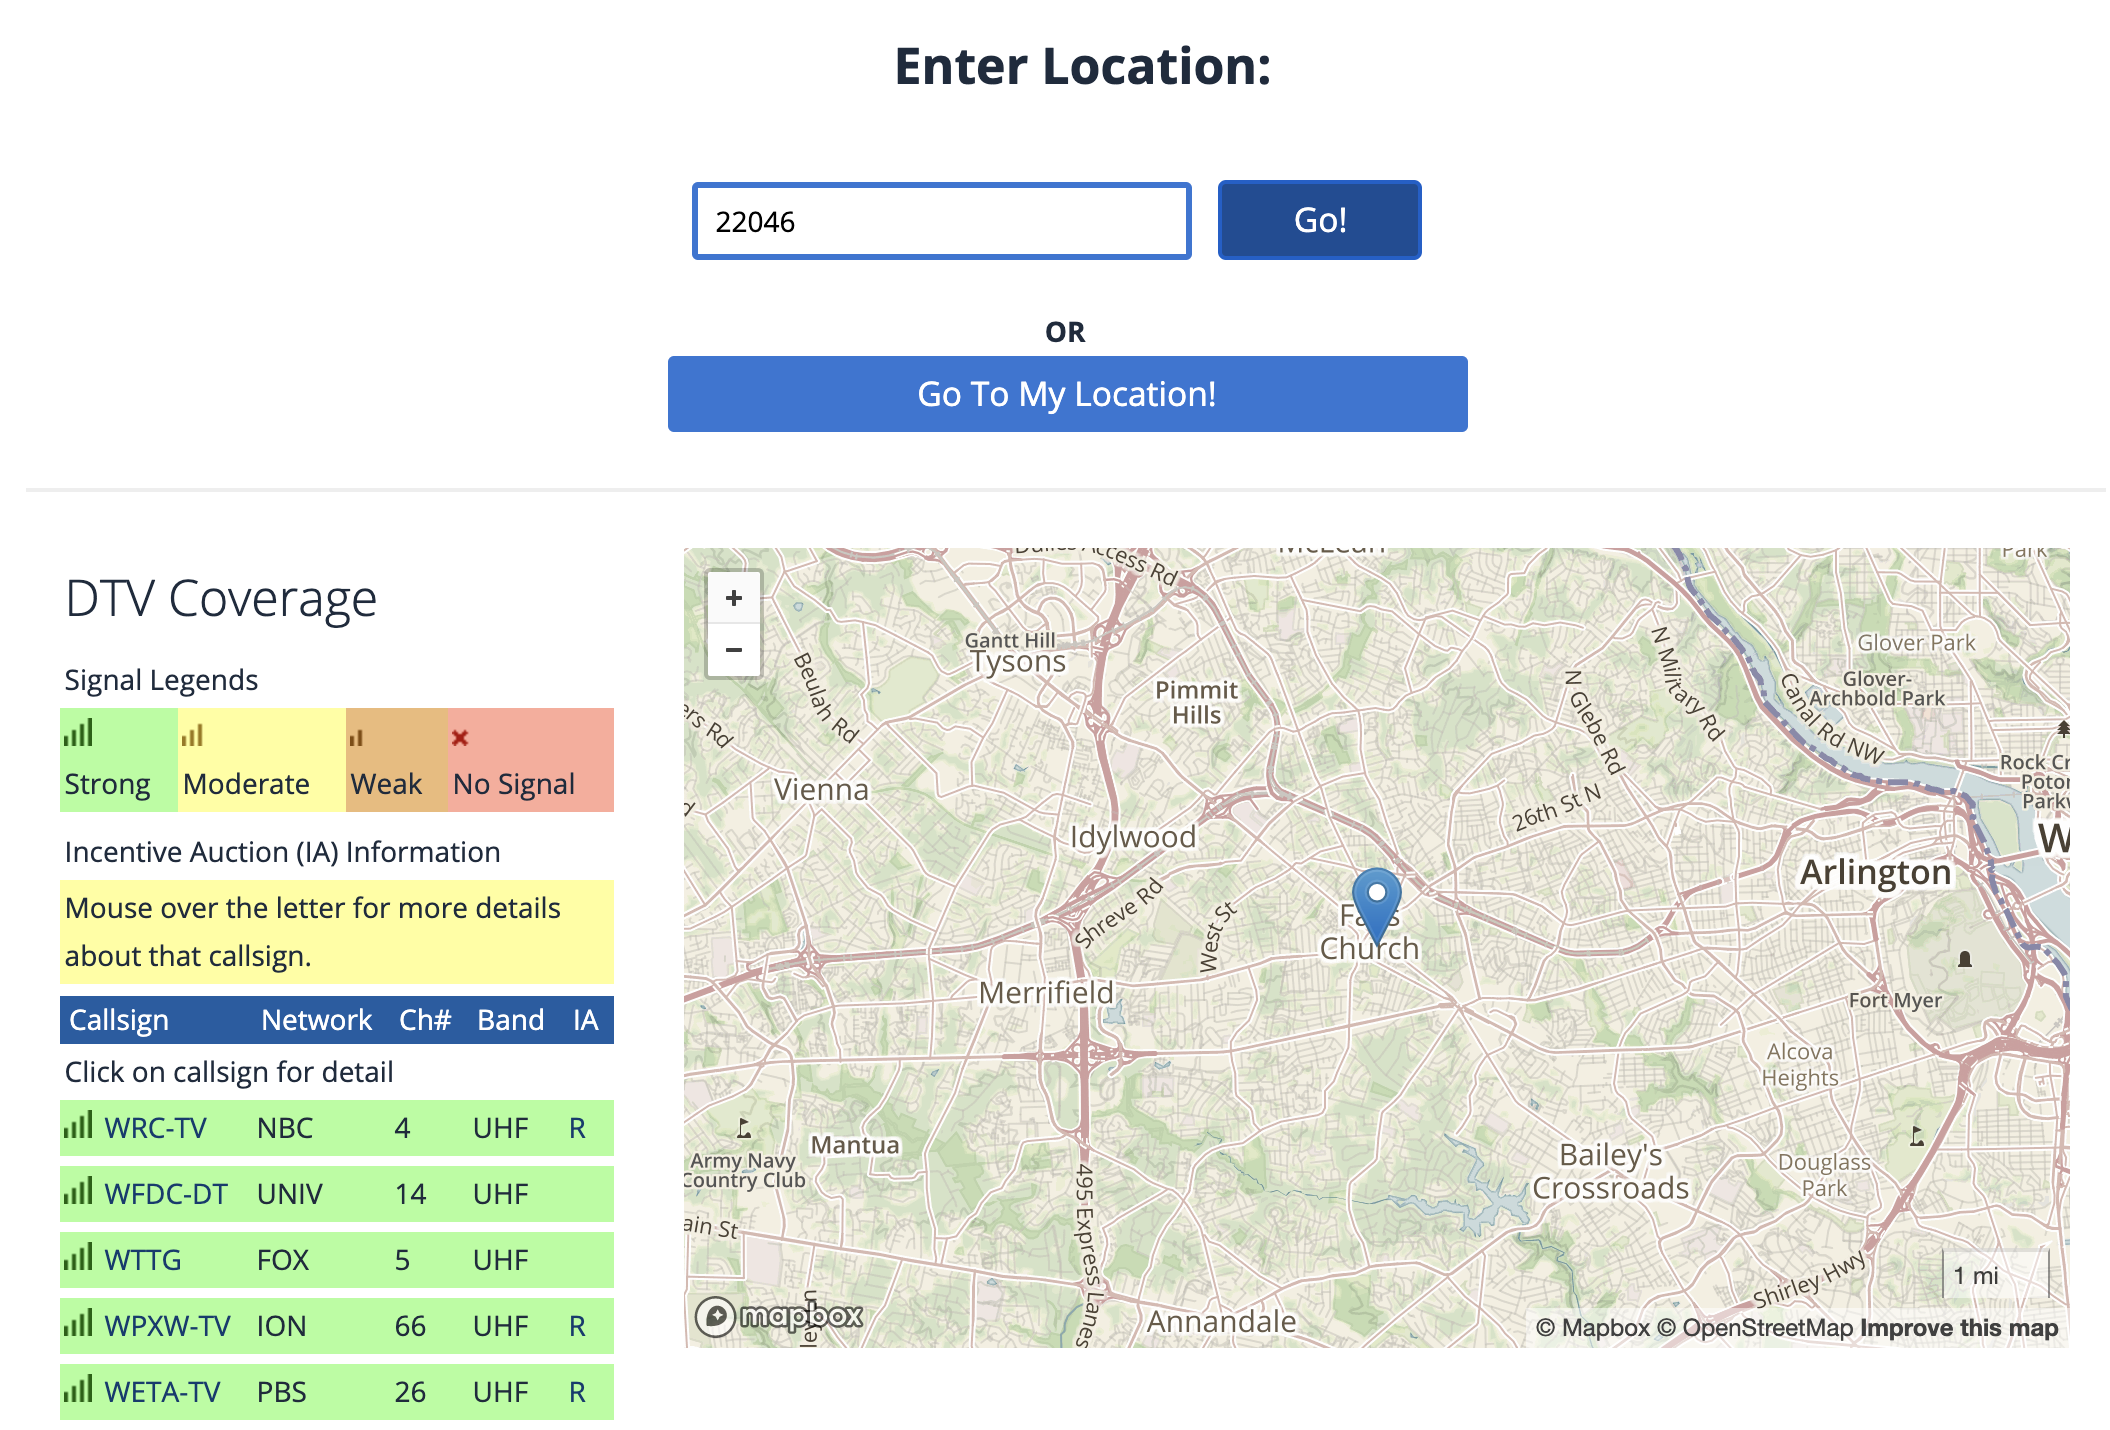 Enter Location:
22046
Go!
OR
Go To My Location!
DTV Coverage
Signal Legends
Strong Moderate Weak No Signal
Incentive Auction (IA) Information
Mouse over the letter for more details
about that callsign.
Callsign Network Ch# Band IA
Click on callsign for detail
WRC-TV NBC 4 UHF R
WFDC-DT UNIV 14 UHF
WTTG FOX 5 UHF
WPXW-TV ION 66 UHF R
WETA-TV PBS 26 UHF R
+
−
Access Rd
McLean
Park
Gantt Hill
Tysons
Beulah Rd
Pimmit
Hills
ers Rd
Vienna
Idylwood
Shreve Rd
West St
Merrifield
Falls
Church
N Glebe Rd
N Military Rd
26th St N
Canal Rd NW
Glover Park
Glover-
Archbold Park
Rock Cr
Poton
Parkw
W
Arlington
Fort Myer
Alcova
Heights
Douglass
Park
Bailey's
Crossroads
Shirley Hwy
Mantua
Army Navy
Country Club
ain St
495 Express Lanes
Annandale
mapbox
1 mi
© Mapbox © OpenStreetMap Improve this map